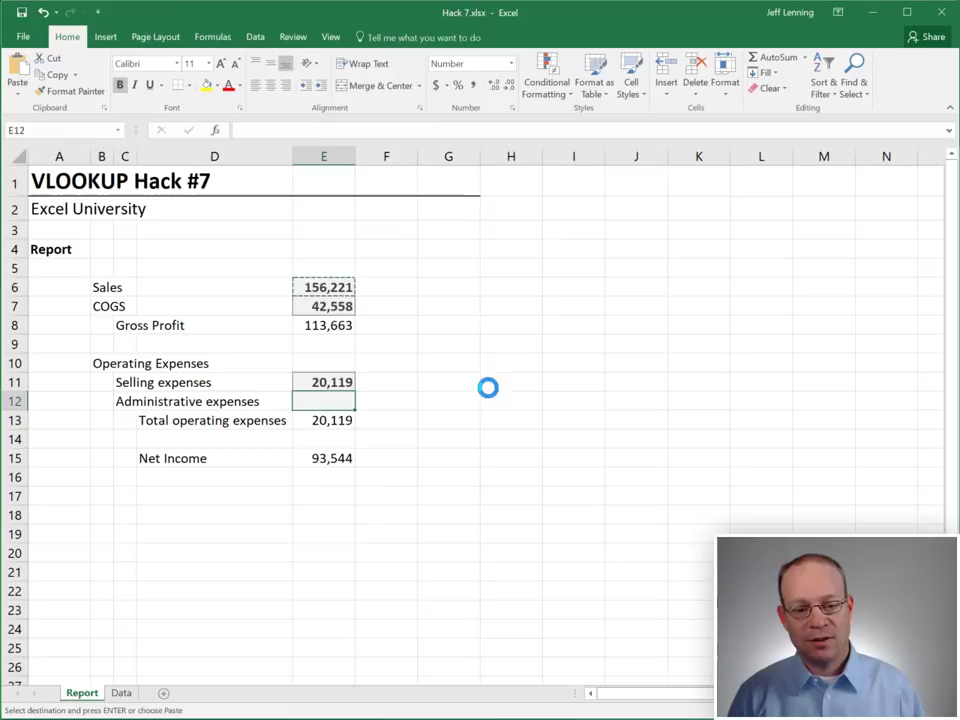 Hack 7.xlsx - Excel
Jeff Lenning
File Home Insert Page Layout Formulas Data Review View Tell me what you want to do Share
Paste Cut Copy Format Painter Clipboard
Calibri 11 A A B I U A Font
Wrap Text Merge & Center Alignment
Number $ % , .0 .00 .00 .0 Number
Conditional Formatting Format as Table Cell Styles Styles
Insert Delete Format Cells
AutoSum Fill Clear Sort & Filter Find & Select Editing
E12 fx
A B C D E F G H I J K L M N
1 VLOOKUP Hack #7
2 Excel University
3
4 Report
5
6 Sales 156,221
7 COGS 42,558
8 Gross Profit 113,663
9
10 Operating Expenses
11 Selling expenses 20,119
12 Administrative expenses
13 Total operating expenses 20,119
14
15 Net Income 93,544
16
17
18
19
20
21
22
23
24
25
26
27
Report Data
Select destination and press ENTER or choose Paste